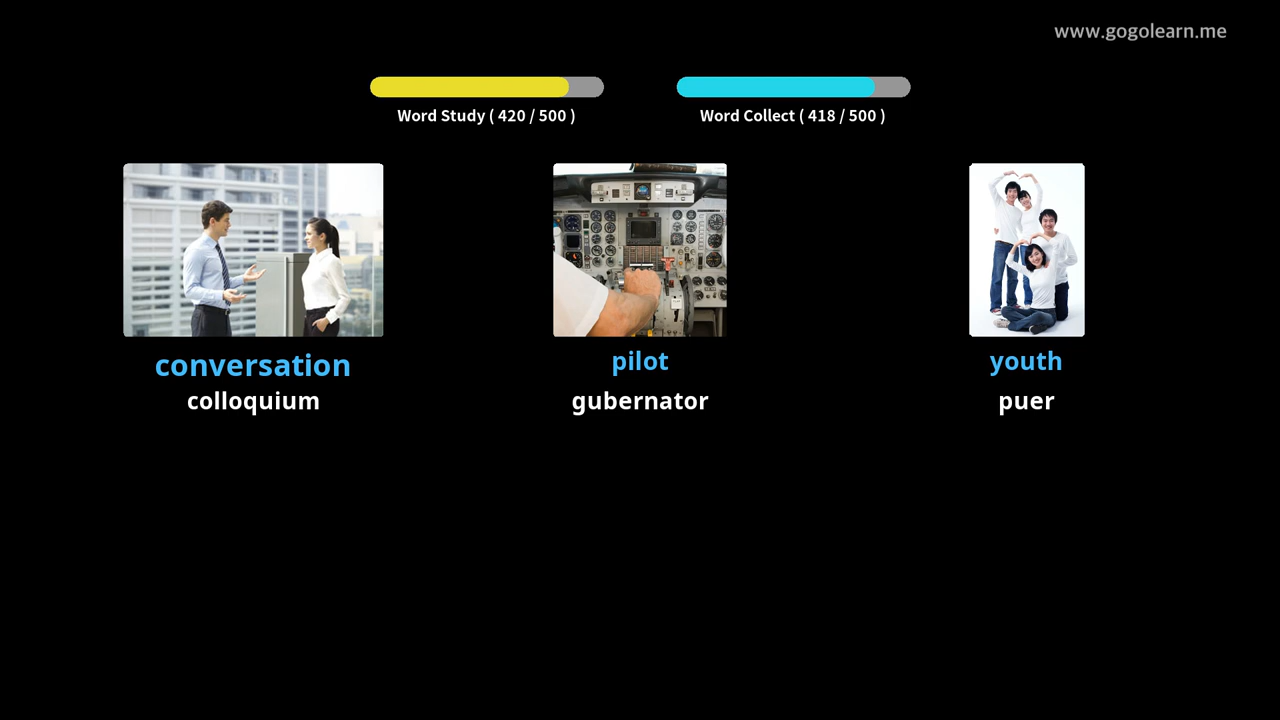 www.gogolearn.me
Word Study ( 420 / 500 )
Word Collect ( 418 / 500 )
conversation
colloquium
pilot
gubernator
youth
puer